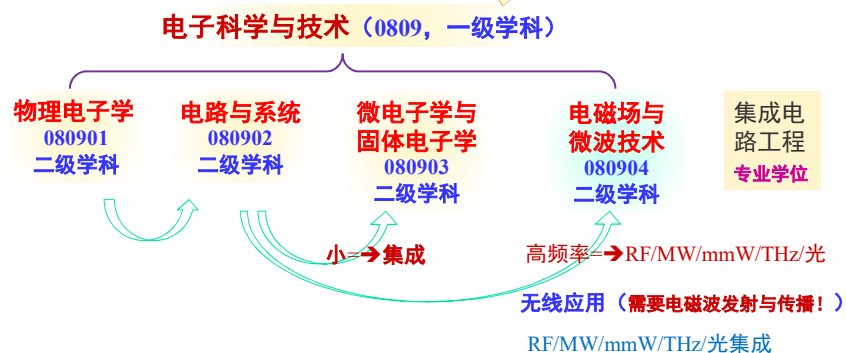 电子科学与技术（0809，一级学科）
物理电子学
080901
二级学科
电路与系统
080902
二级学科
微电子学与
固体电子学
080903
二级学科
电磁场与
微波技术
080904
二级学科
集成电
路工程
专业学位
小=➔集成
高频率=➔RF/MW/mmW/THz/光
无线应用（需要电磁波发射与传播！）
RF/MW/mmW/THz/光集成